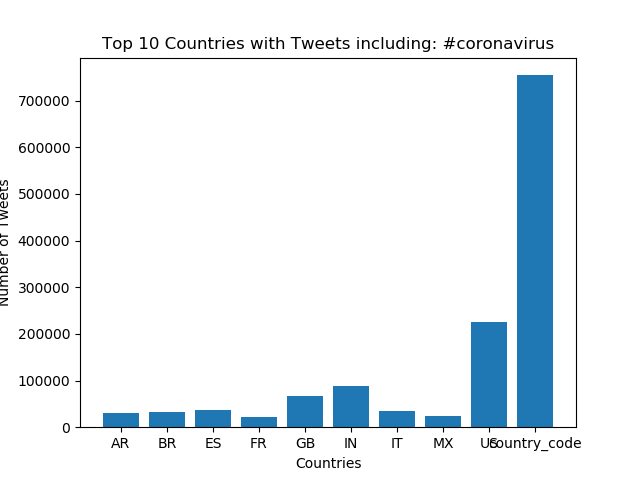 Top 10 Countries with Tweets including: #coronavirus
Number of Tweets
700000
600000
500000
400000
300000
200000
100000
0
AR BR ES FR GB IN IT MX US country_code
Countries